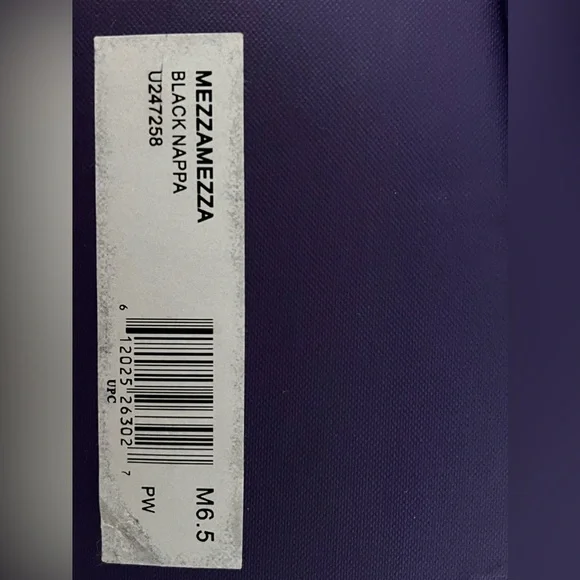 MEZZAMEZZA
BLACK NAPPA
U247258
M6.5
PW
6 12025 26302 7
UPC